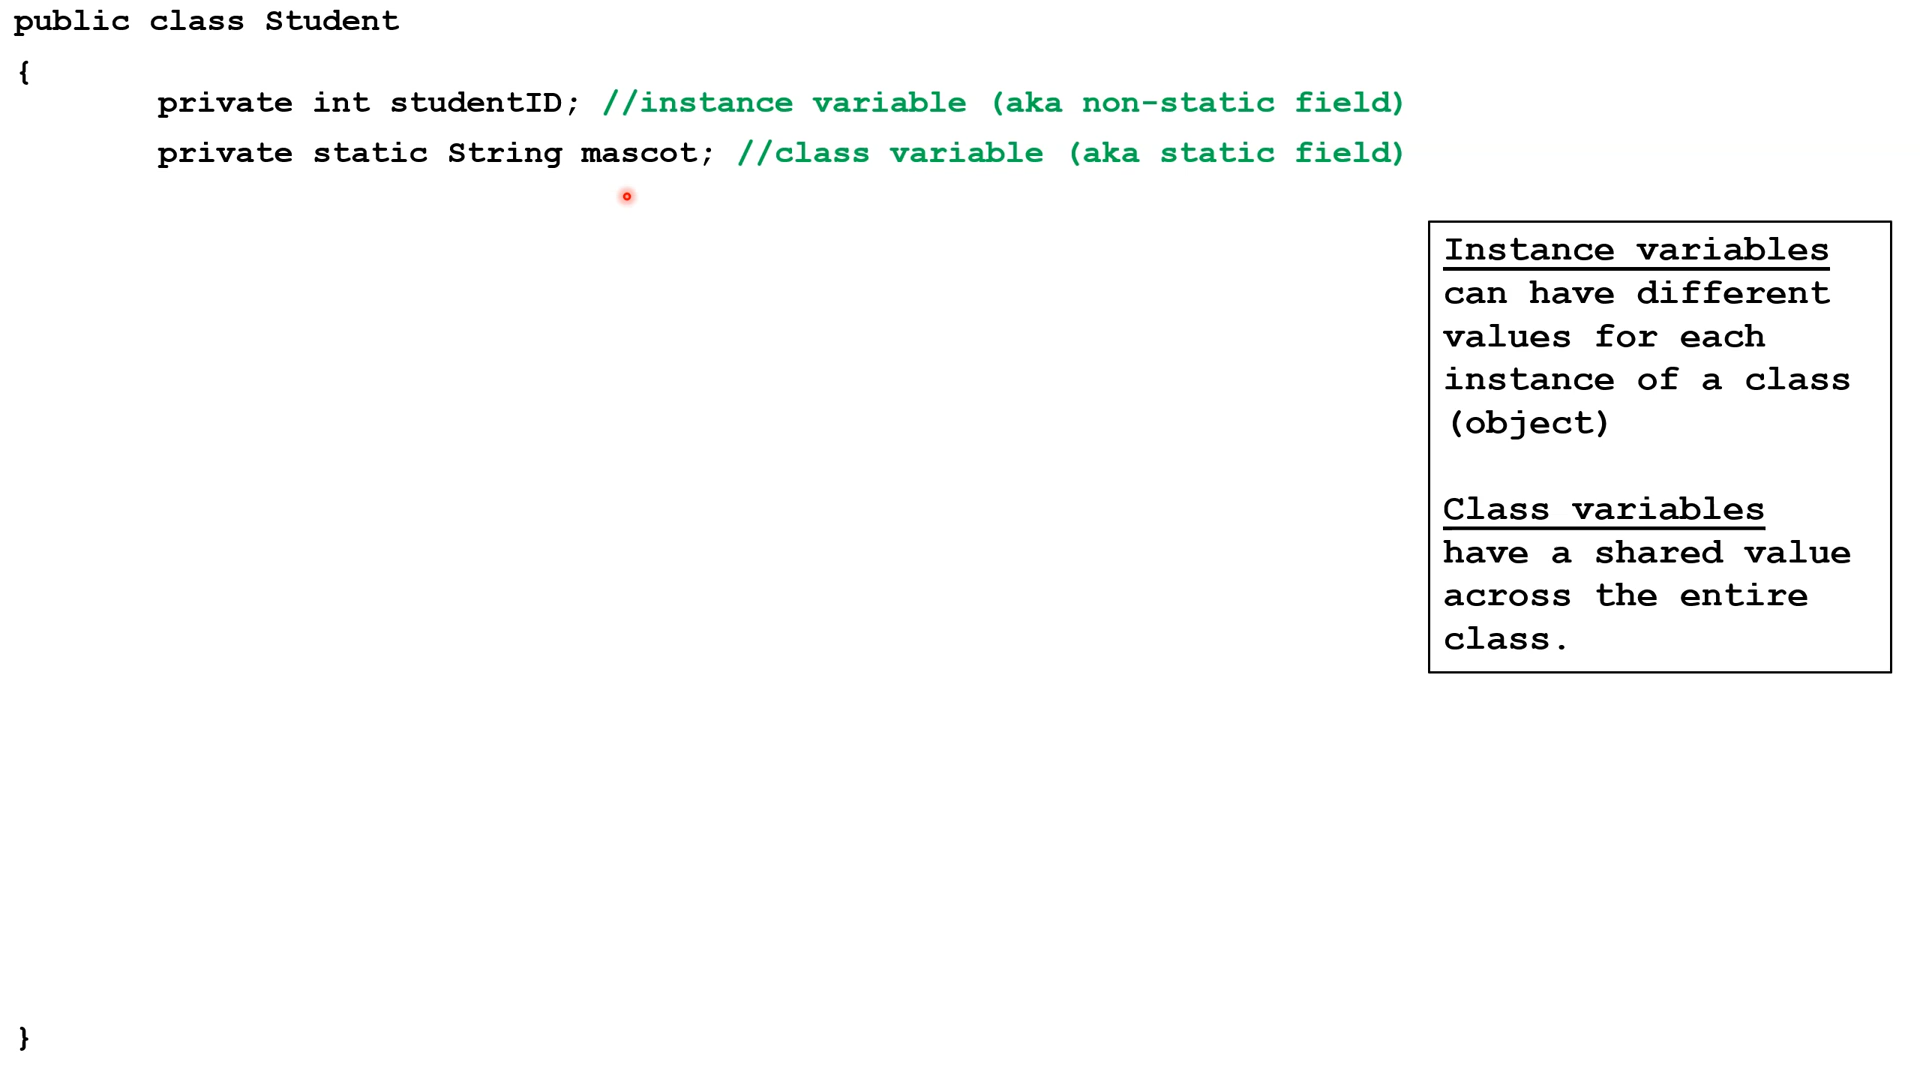 public class Student
{
private int studentID; //instance variable (aka non-static field)
private static String mascot; //class variable (aka static field)
Instance variables
can have different
values for each
instance of a class
(object)
Class variables
have a shared value
across the entire
class.
}